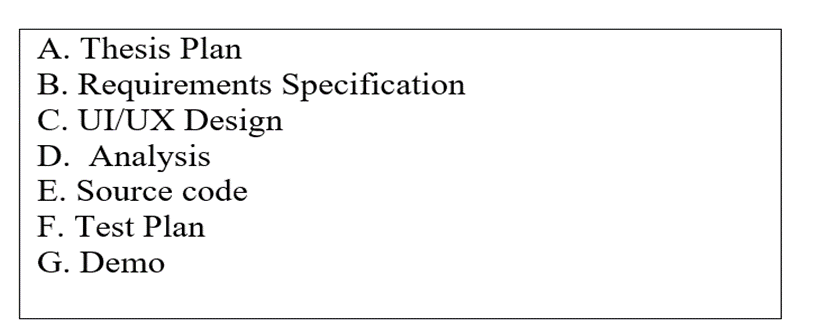 A. Thesis Plan
B. Requirements Specification
C. UI/UX Design
D.  Analysis
E. Source code
F. Test Plan
G. Demo